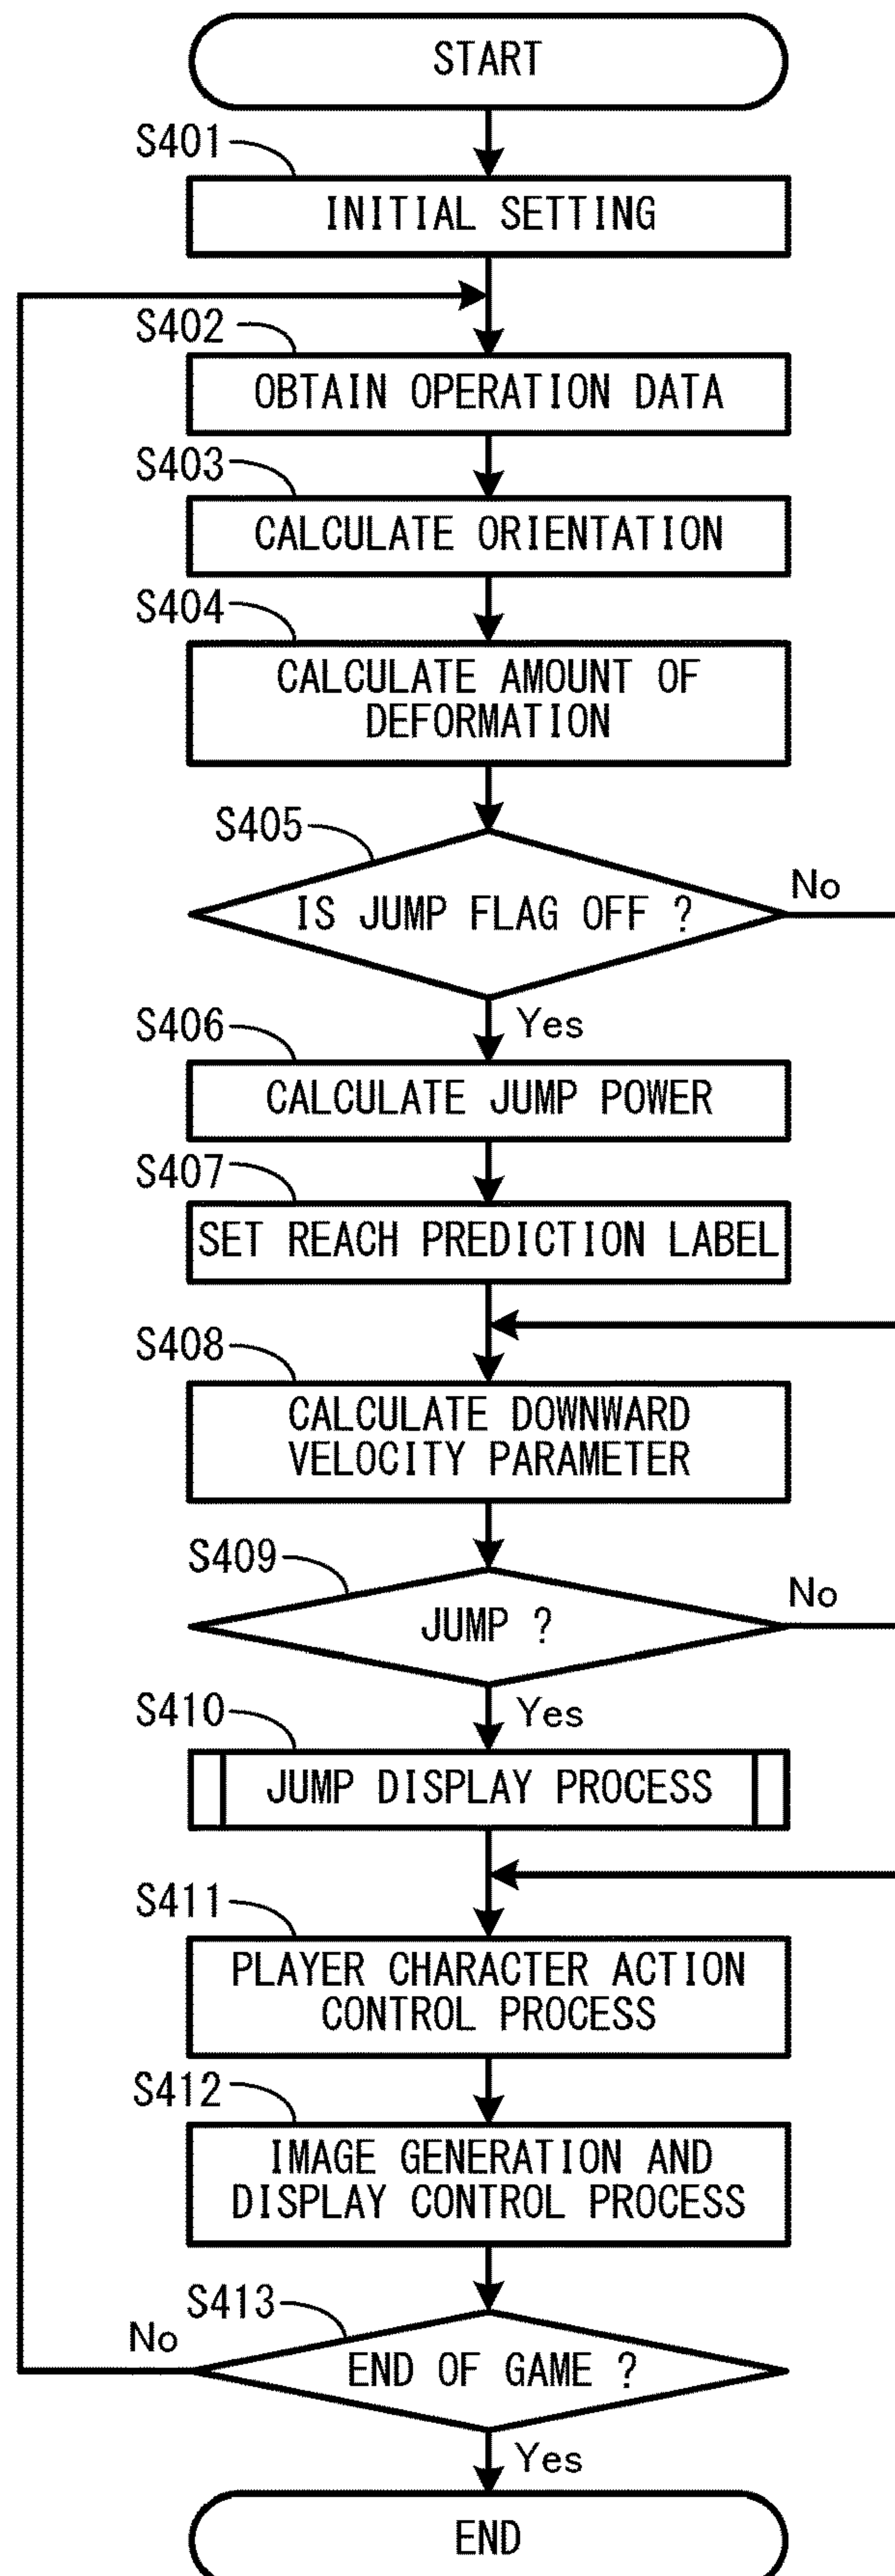 START
S401
INITIAL SETTING
S402
OBTAIN OPERATION DATA
S403
CALCULATE ORIENTATION
S404
CALCULATE AMOUNT OF
DEFORMATION
S405
IS JUMP FLAG OFF ?
No
Yes
S406
CALCULATE JUMP POWER
S407
SET REACH PREDICTION LABEL
S408
CALCULATE DOWNWARD
VELOCITY PARAMETER
S409
JUMP ?
No
Yes
S410
JUMP DISPLAY PROCESS
S411
PLAYER CHARACTER ACTION
CONTROL PROCESS
S412
IMAGE GENERATION AND
DISPLAY CONTROL PROCESS
S413
No
END OF GAME ?
Yes
END